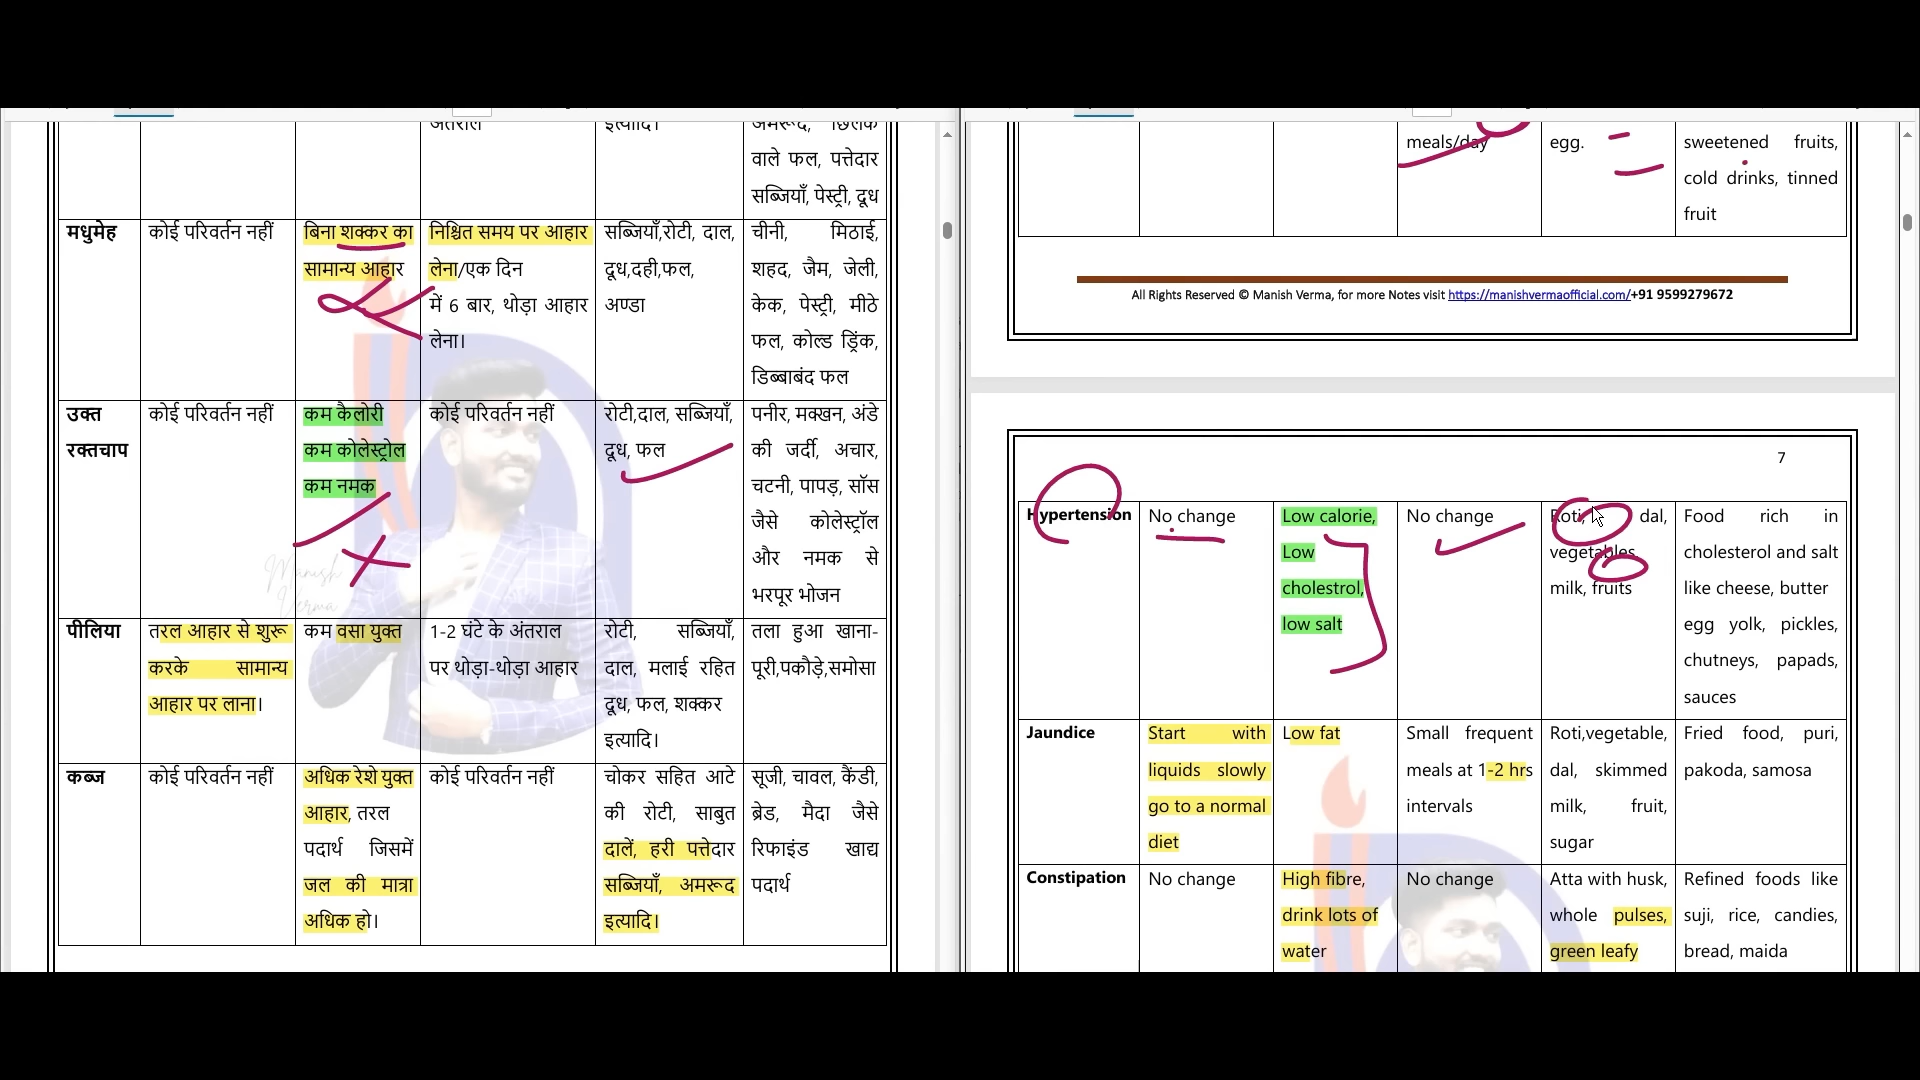 अंतराल
इत्यादि।
अमरूद, छिलके
वाले फल, पत्तेदार
सब्जियाँ, पेस्ट्री, दूध
मधुमेह
कोई परिवर्तन नहीं
बिना शक्कर का
सामान्य आहार
निश्चित समय पर आहार
लेना/एक दिन
में 6 बार, थोड़ा आहार
लेना।
सब्जियाँ,रोटी, दाल,
दूध,दही,फल,
अण्डा
चीनी, मिठाई,
शहद, जैम, जेली,
केक, पेस्ट्री, मीठे
फल, कोल्ड ड्रिंक,
डिब्बाबंद फल
उक्त
रक्तचाप
कोई परिवर्तन नहीं
कम कैलोरी
कम कोलेस्ट्रोल
कम नमक
कोई परिवर्तन नहीं
रोटी,दाल, सब्जियाँ,
दूध, फल
पनीर, मक्खन, अंडे
की जर्दी, अचार,
चटनी, पापड़, सॉस
जैसे कोलेस्ट्रॉल
और नमक से
भरपूर भोजन
Manish
Verma
पीलिया
तरल आहार से शुरू
करके सामान्य
आहार पर लाना।
कम वसा युक्त
1-2 घंटे के अंतराल
पर थोड़ा-थोड़ा आहार
रोटी, सब्जियाँ,
दाल, मलाई रहित
दूध, फल, शक्कर
इत्यादि।
तला हुआ खाना-
पूरी,पकौड़े,समोसा
कब्ज
कोई परिवर्तन नहीं
अधिक रेशे युक्त
आहार, तरल
पदार्थ जिसमें
जल की मात्रा
अधिक हो।
कोई परिवर्तन नहीं
चोकर सहित आटे
की रोटी, साबुत
दालें, हरी पत्तेदार
सब्जियाँ, अमरूद
इत्यादि।
सूजी, चावल, कैंडी,
ब्रेड, मैदा जैसे
रिफाइंड खाद्य
पदार्थ
meals/day
egg.
sweetened fruits,
cold drinks, tinned
fruit
All Rights Reserved © Manish Verma, for more Notes visit https://manishvermaofficial.com/+91 9599279672
7
Hypertension
No change
Low calorie,
Low
cholestrol,
low salt
No change
Roti, dal,
vegetables,
milk, fruits
Food rich in
cholesterol and salt
like cheese, butter
egg yolk, pickles,
chutneys, papads,
sauces
Jaundice
Start with
liquids slowly
go to a normal
diet
Low fat
Small frequent
meals at 1-2 hrs
intervals
Roti,vegetable,
dal, skimmed
milk, fruit,
sugar
Fried food, puri,
pakoda, samosa
Constipation
No change
High fibre,
drink lots of
water
No change
Atta with husk,
whole pulses,
green leafy
Refined foods like
suji, rice, candies,
bread, maida